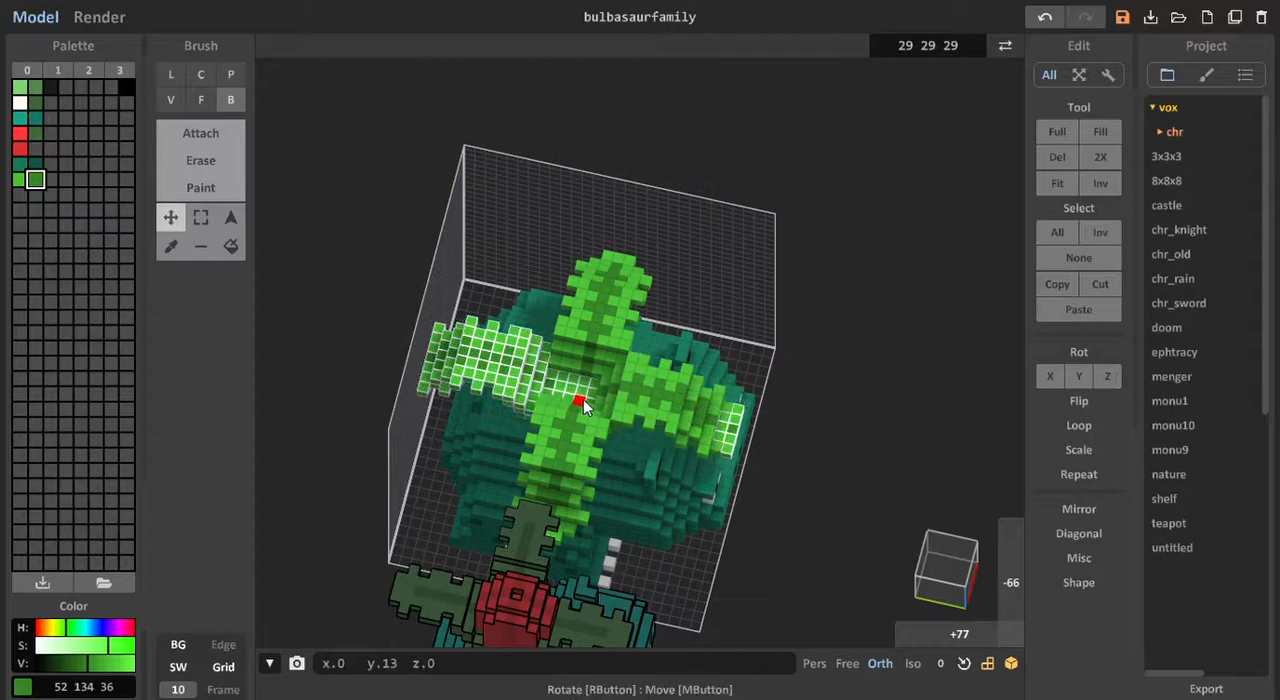 Model Render
bulbasaurfamily
Palette
0 1 2 3
Brush
L C P
V F B
Attach
Erase
Paint
29 29 29
Edit
All
Tool
Full Fill
Del 2X
Fit Inv
Select
All Inv
None
Copy Cut
Paste
Rot
X Y Z
Flip
Loop
Scale
Repeat
Mirror
Diagonal
Misc
Shape
Project
▾ vox
▸ chr
3x3x3
8x8x8
castle
chr_knight
chr_old
chr_rain
chr_sword
doom
ephtracy
menger
monu1
monu10
monu9
nature
shelf
teapot
untitled
Export
Color
H:
S:
V:
52 134 36
BG Edge
SW Grid
10 Frame
-66
+77
x.0 y.13 z.0
Pers Free Orth Iso 0
Rotate [RButton] : Move [MButton]